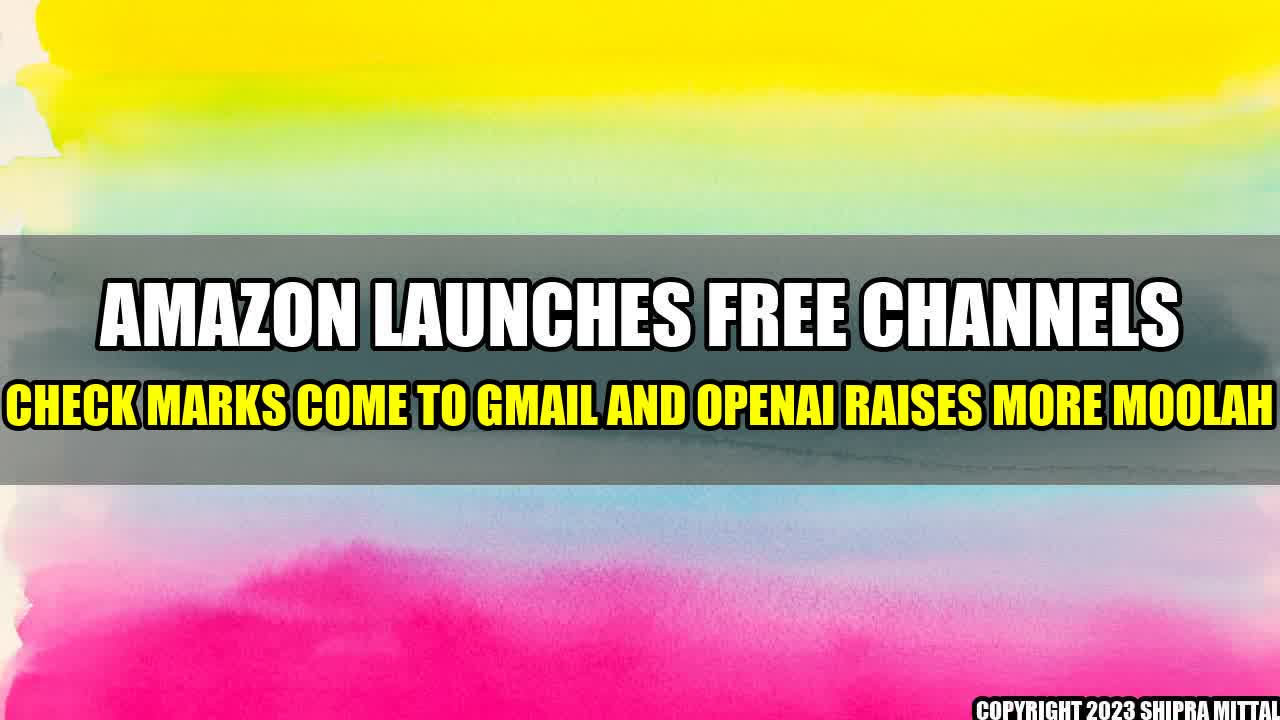 AMAZON LAUNCHES FREE CHANNELS
CHECK MARKS COME TO GMAIL AND OPENAI RAISES MORE MOOLAH
COPYRIGHT 2023 SHIPRA MITTAL